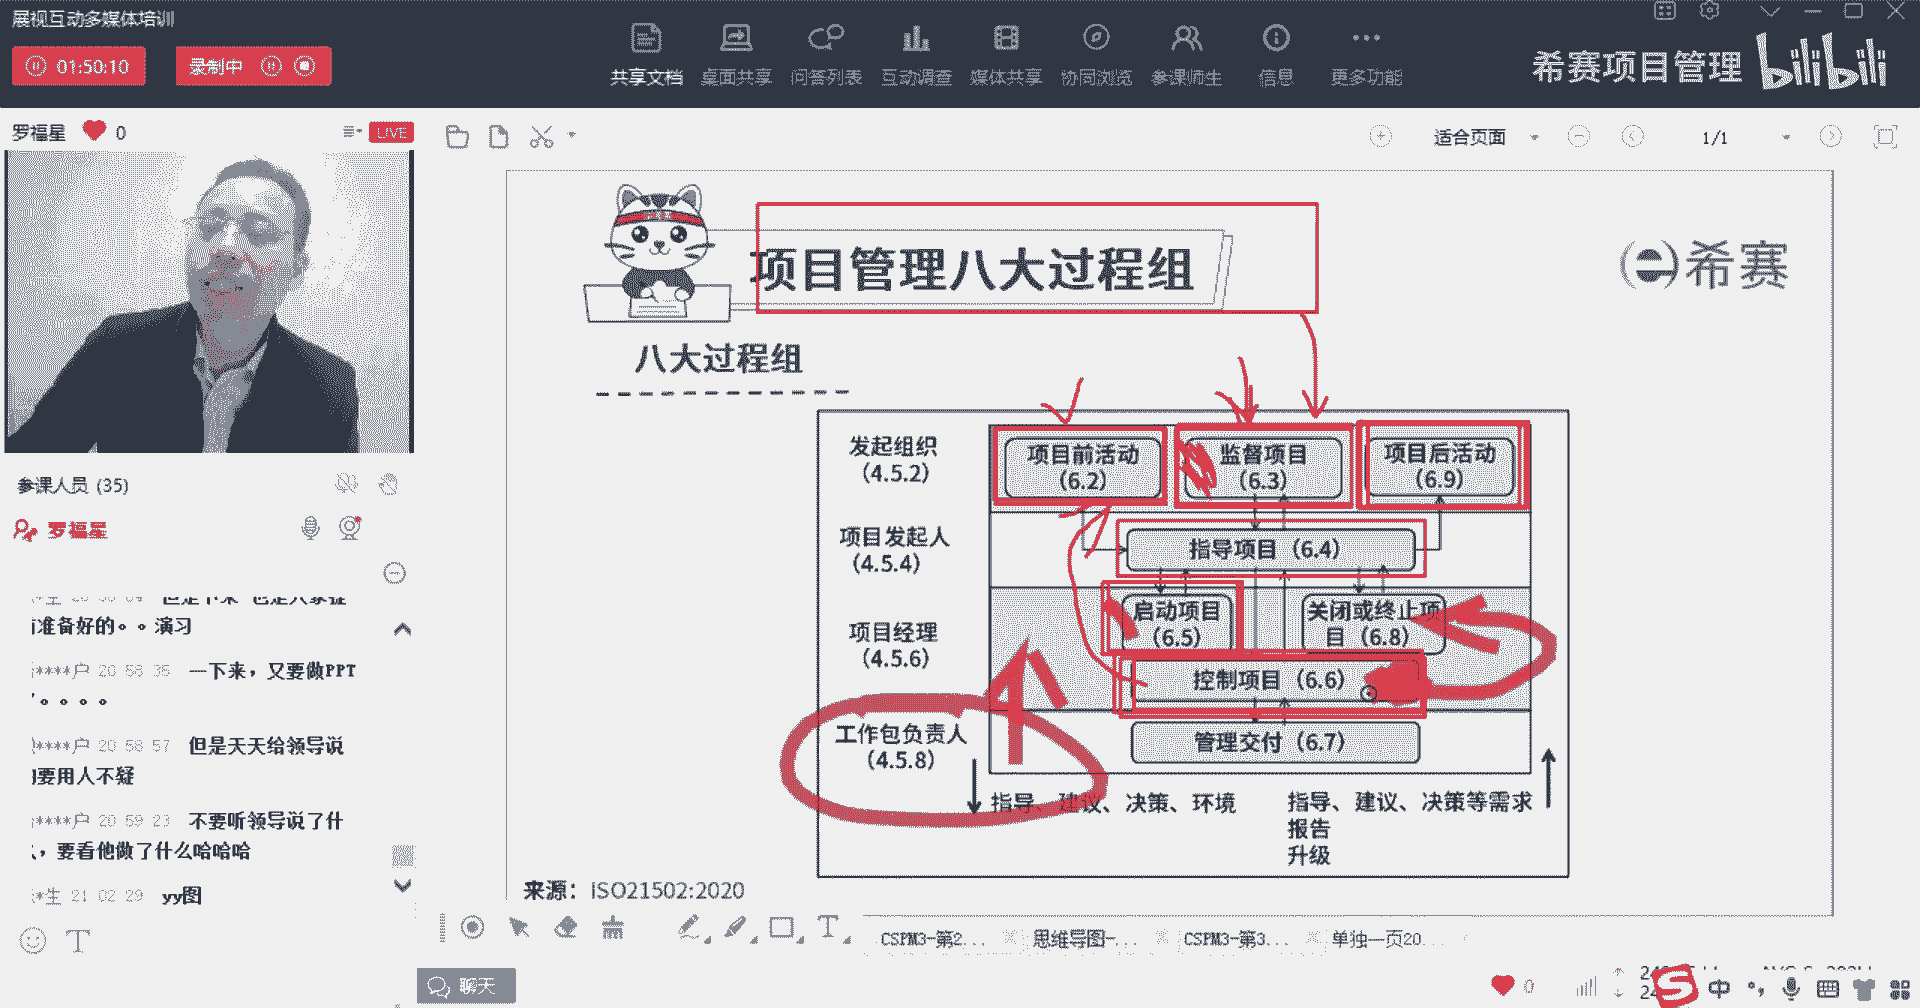 展视互动多媒体培训
01:50:10
录制中
共享文档
桌面共享
问答列表
互动调查
媒体共享
协同浏览
参课师生
信息
更多功能
希赛项目管理
bilibili
罗福星
0
LIVE
适合页面
1/1
项目管理八大过程组
希赛
八大过程组
发起组织
(4.5.2)
项目前活动
(6.2)
监督项目
(6.3)
项目后活动
(6.9)
项目发起人
(4.5.4)
指导项目（6.4）
项目经理
(4.5.6)
启动项目
(6.5)
关闭或终止项
目（6.8）
控制项目（6.6）
工作包负责人
(4.5.8)
管理交付（6.7）
指导、建议、决策、环境
指导、建议、决策等需求
报告
升级
来源：ISO21502:2020
参课人员 (35)
罗福星
准备好的。。演习
****户 20 58 35 一下来，又要做PPT
。。。。
****户 20 58 57 但是天天给领导说
要用人不疑
****户 20 59 23 不要听领导说了什
，要看他做了什么哈哈哈
*生 21 02 29 yy图
CSPM3-第2...
思维导图-...
CSPM3-第3...
单独一页20...
聊天
0
中